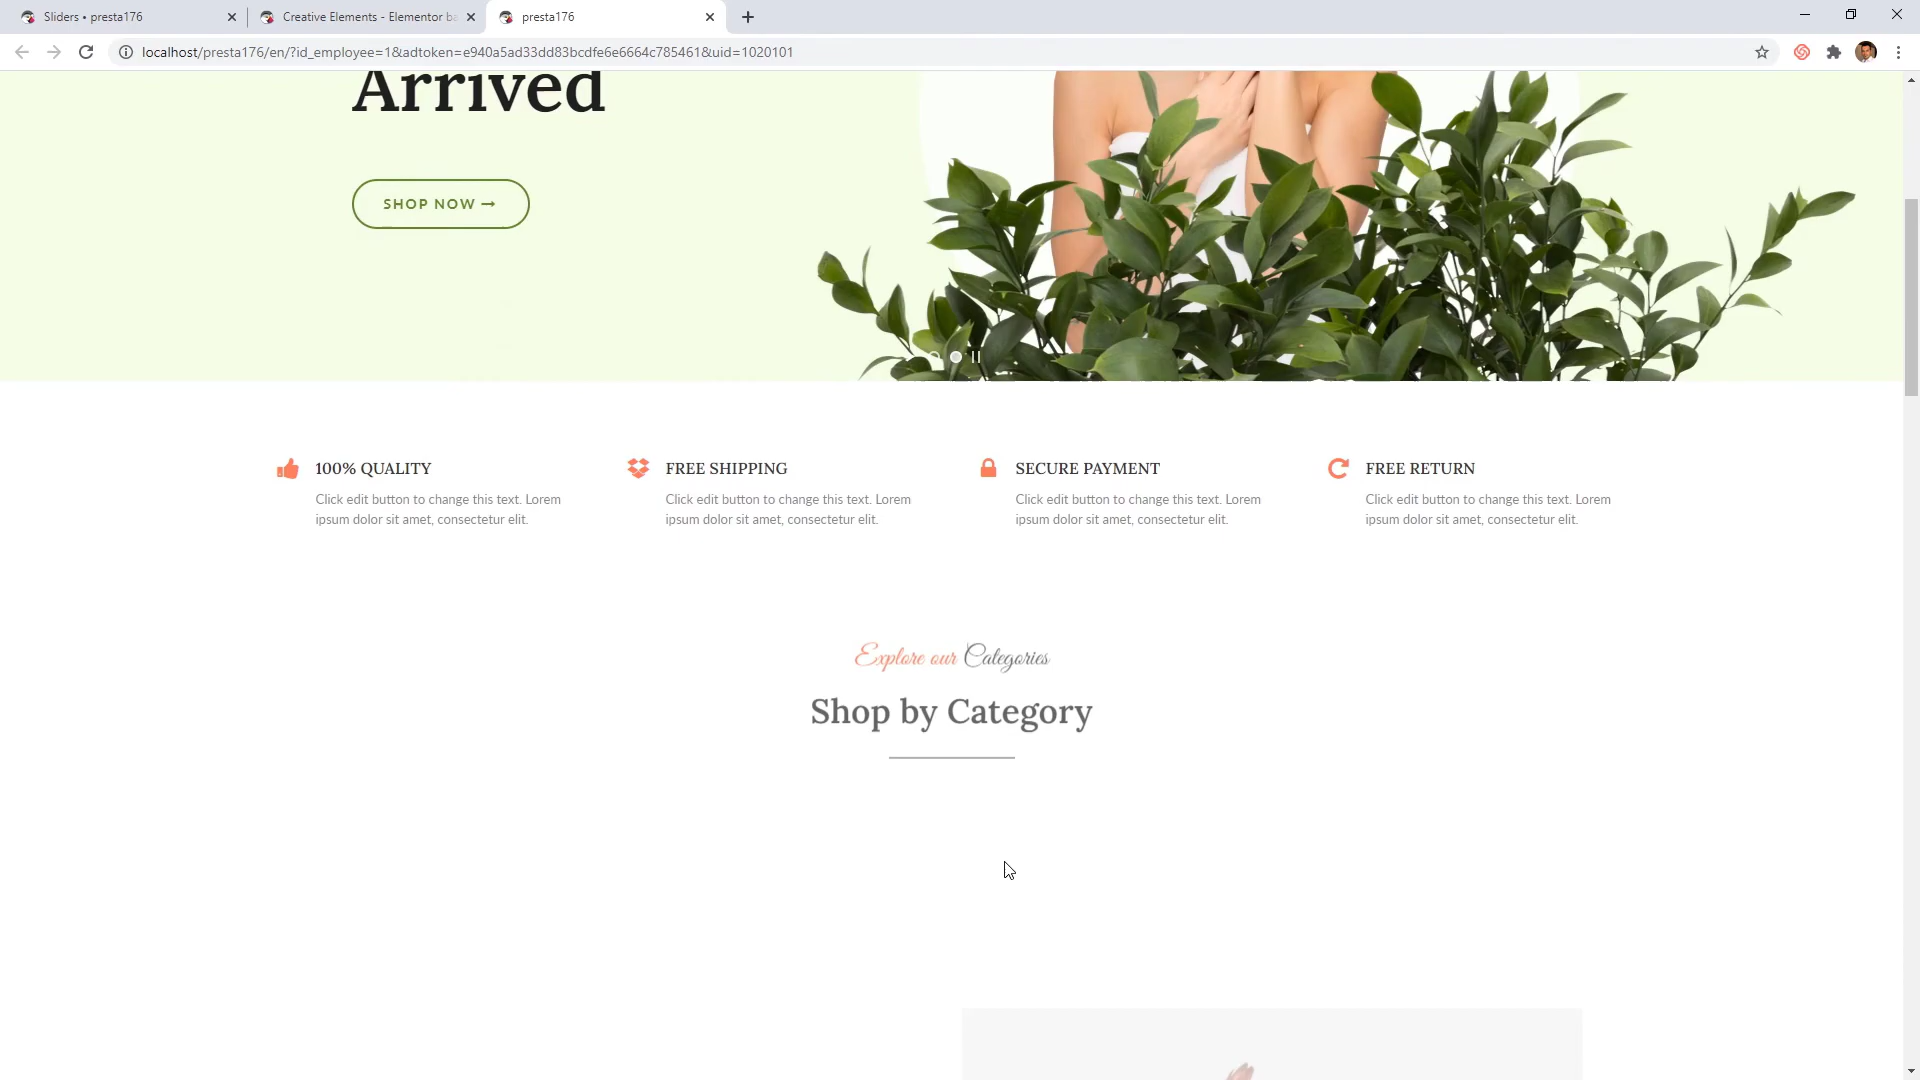 Sliders • presta176
Creative Elements - Elementor ba
presta176
localhost/presta176/en/?id_employee=1&adtoken=e940a5ad33dd83bcdfe6e6664c785461&uid=1020101
Arrived
SHOP NOW
100% QUALITY
Click edit button to change this text. Lorem
ipsum dolor sit amet, consectetur elit.
FREE SHIPPING
Click edit button to change this text. Lorem
ipsum dolor sit amet, consectetur elit.
SECURE PAYMENT
Click edit button to change this text. Lorem
ipsum dolor sit amet, consectetur elit.
FREE RETURN
Click edit button to change this text. Lorem
ipsum dolor sit amet, consectetur elit.
Explore our Categories
Shop by Category